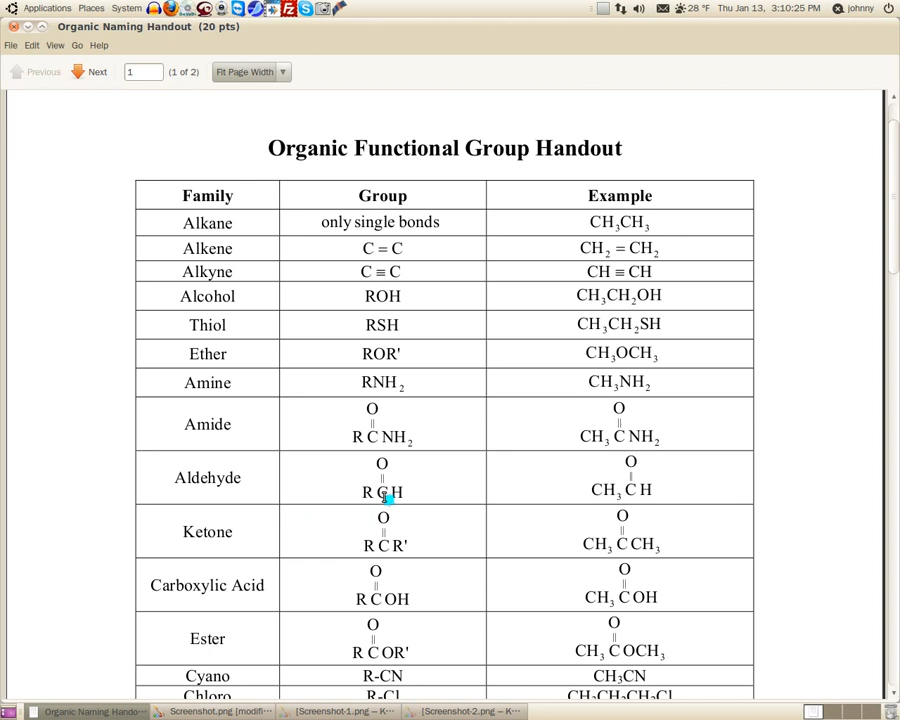 Applications Places System 28 °F Thu Jan 13, 3:10:25 PM johnny
Organic Naming Handout (20 pts)
File Edit View Go Help
Previous Next 1 (1 of 2) Fit Page Width
Organic Functional Group Handout
Family Group Example
Alkane only single bonds CH₃CH₃
Alkene C = C CH₂ = CH₂
Alkyne C ≡ C CH ≡ CH
Alcohol ROH CH₃CH₂OH
Thiol RSH CH₃CH₂SH
Ether ROR' CH₃OCH₃
Amine RNH₂ CH₃NH₂
O O
Amide || ||
R C NH₂ CH₃ C NH₂
O O
Aldehyde || |
R C H CH₃ C H
O O
Ketone || ||
R C R' CH₃ C CH₃
O O
Carboxylic Acid || ||
R C OH CH₃ C OH
O O
Ester || ||
R C OR' CH₃ C OCH₃
Cyano R-CN CH₃CN
Chloro R-Cl CH₃CH₂CH₂Cl
Organic Naming Hando··· Screenshot.png [modifi··· [Screenshot-1.png — K··· [Screenshot-2.png — K···